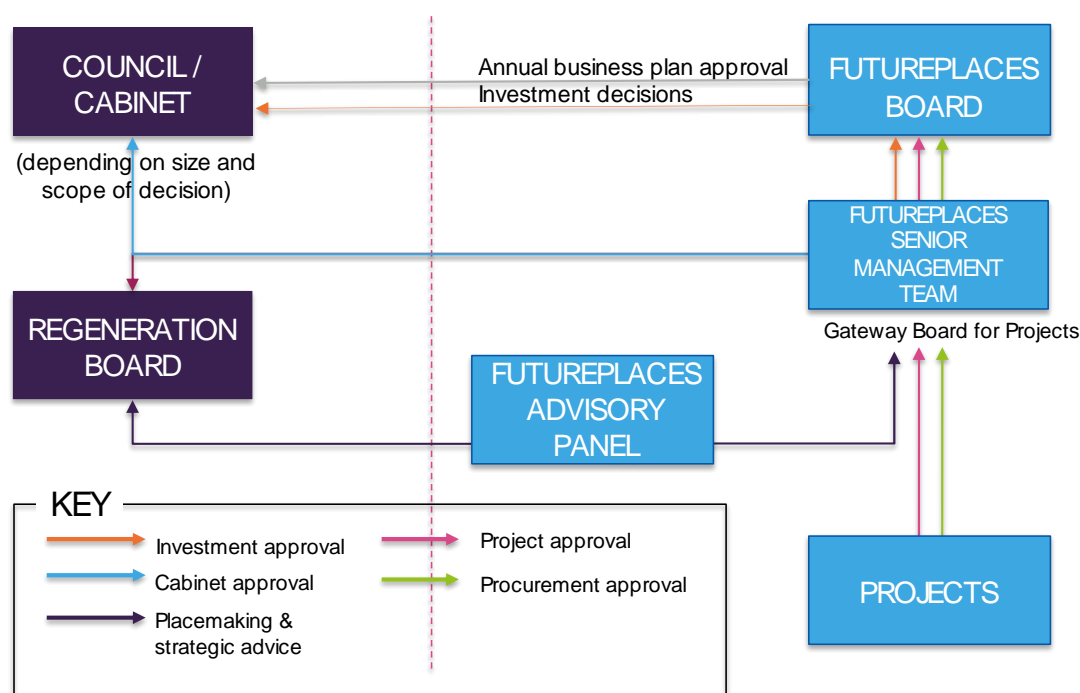 COUNCIL /
CABINET
(depending on size and
scope of decision)
Annual business plan approval
Investment decisions
FUTUREPLACES
BOARD
FUTUREPLACES
SENIOR
MANAGEMENT
TEAM
Gateway Board for Projects
REGENERATION
BOARD
FUTUREPLACES
ADVISORY
PANEL
PROJECTS
KEY
Investment approval
Cabinet approval
Placemaking &
strategic advice
Project approval
Procurement approval